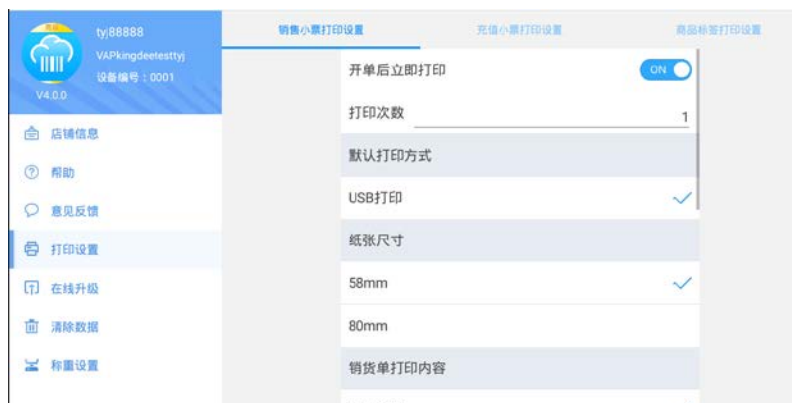 tyj88888
VAPkingdeetesttyj
设备编号：0001
V4.0.0
店铺信息
帮助
意见反馈
打印设置
在线升级
清除数据
称重设置
销售小票打印设置
充值小票打印设置
商品标签打印设置
开单后立即打印
ON
打印次数
1
默认打印方式
USB打印
纸张尺寸
58mm
80mm
销货单打印内容